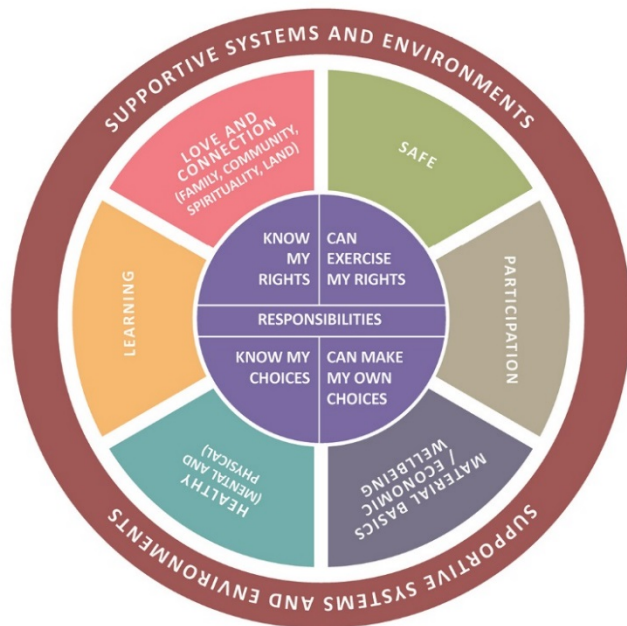 SUPPORTIVE SYSTEMS AND ENVIRONMENTS
LOVE AND
CONNECTION
(FAMILY, COMMUNITY,
SPIRITUALITY, LAND)
SAFE
LEARNING
PARTICIPATION
KNOW
MY
RIGHTS
CAN
EXERCISE
MY RIGHTS
RESPONSIBILITIES
KNOW MY
CHOICES
CAN MAKE
MY OWN
CHOICES
HEALTHY
(MENTAL AND
PHYSICAL)
MATERIAL BASICS
/ ECONOMIC
WELLBEING
SUPPORTIVE SYSTEMS AND ENVIRONMENTS